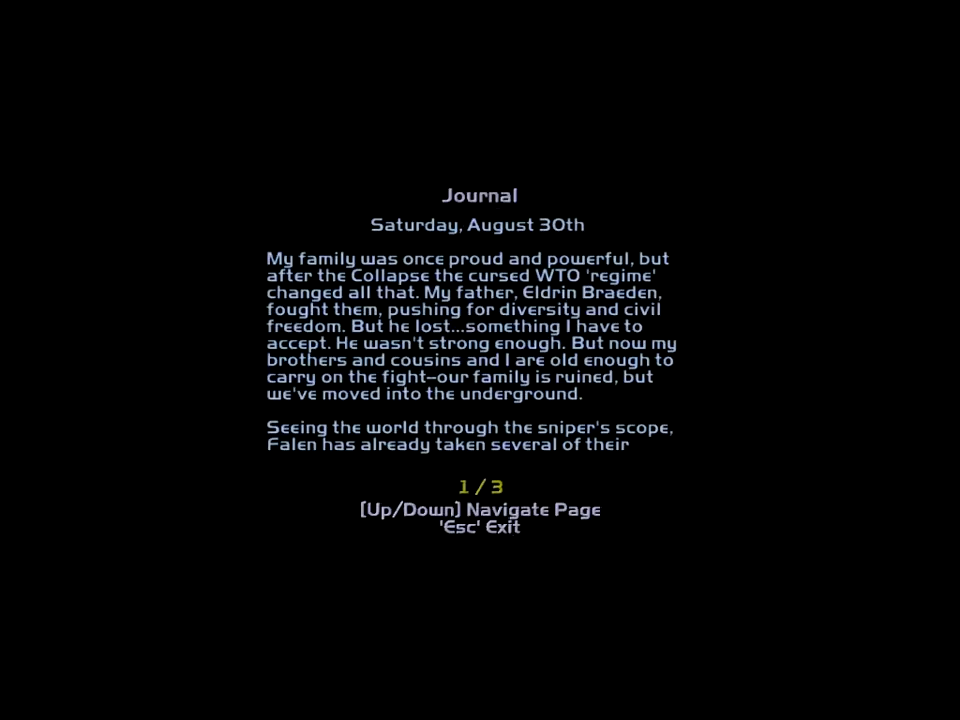 Journal
Saturday, August 30th
My family was once proud and powerful, but
after the Collapse the cursed WTO 'regime'
changed all that. My father, Eldrin Braeden,
fought them, pushing for diversity and civil
freedom. But he lost...something I have to
accept. He wasn't strong enough. But now my
brothers and cousins and I are old enough to
carry on the fight--our family is ruined, but
we've moved into the underground.
Seeing the world through the sniper's scope,
Falen has already taken several of their
1 / 3
[Up/Down] Navigate Page
'Esc' Exit